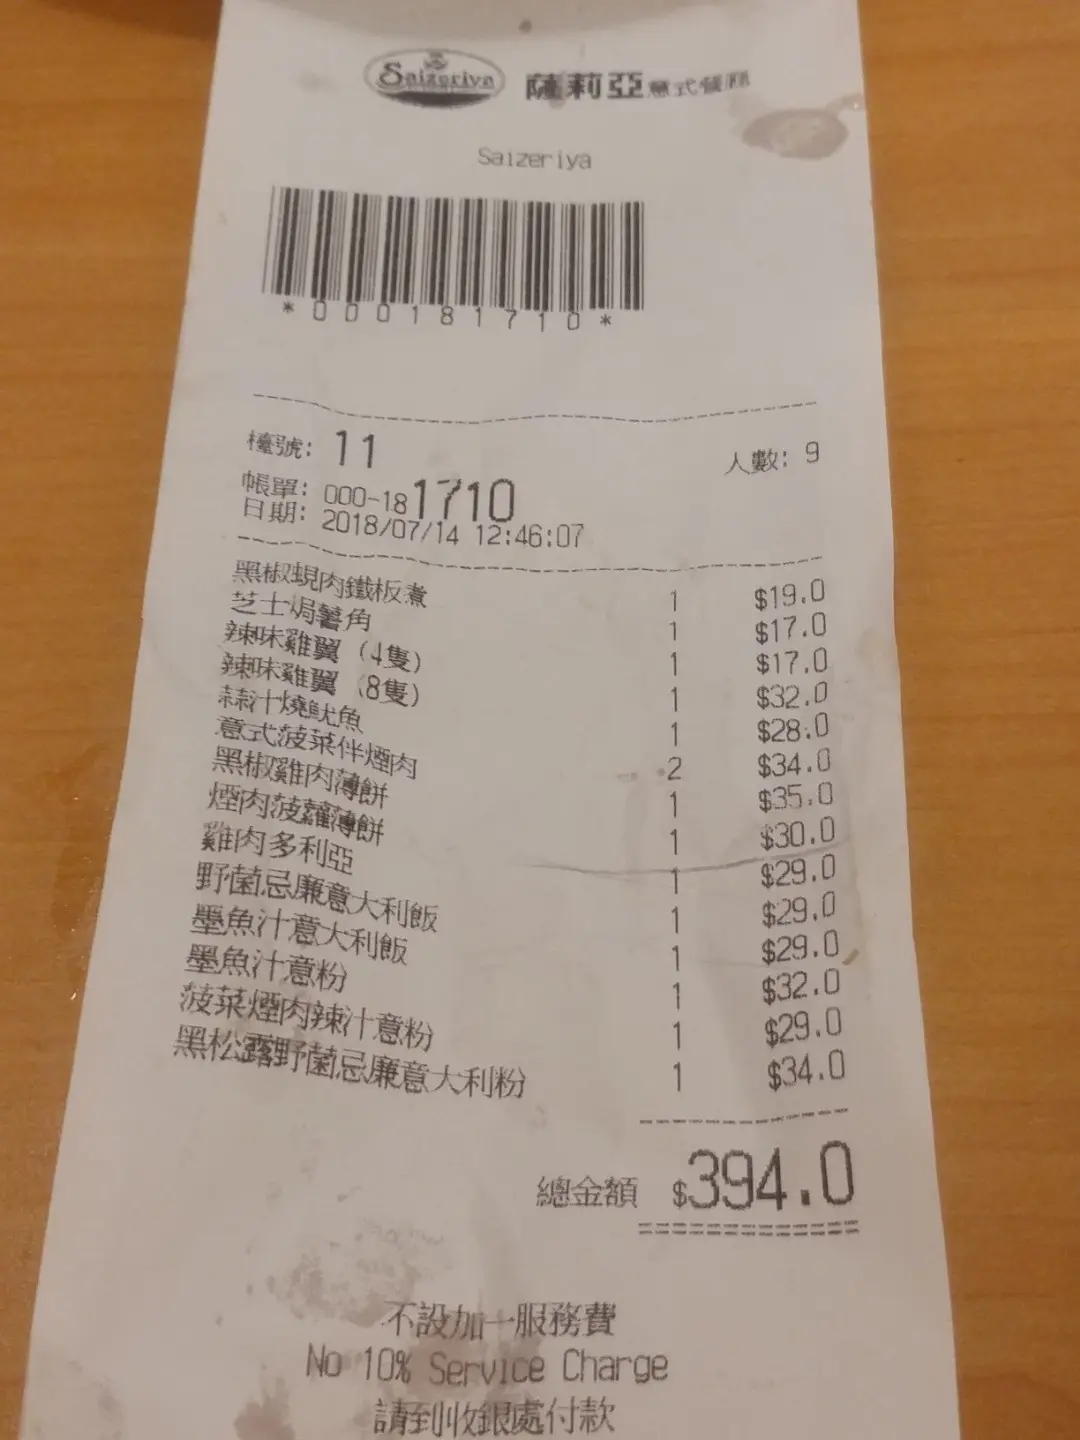 Saizeriya 薩莉亞意式餐廳
Saizeriya
*000181710*
檯號: 11 人數: 9
帳單: 000-181710
日期: 2018/07/14 12:46:07
黑椒蜆肉鐵板煮 1 $19.0
芝士焗薯角 1 $17.0
辣味雞翼 (4隻) 1 $17.0
辣味雞翼 (8隻) 1 $32.0
蒜汁燒魷魚 1 $28.0
意式菠菜伴煙肉 2 $34.0
黑椒雞肉薄餅 1 $35.0
煙肉菠蘿薄餅 1 $30.0
雞肉多利亞 1 $29.0
野菌忌廉意大利飯 1 $29.0
墨魚汁意大利飯 1 $29.0
墨魚汁意粉 1 $32.0
菠菜煙肉辣汁意粉 1 $29.0
黑松露野菌忌廉意大利粉 1 $34.0
總金額 $394.0
不設加一服務費
No 10% Service Charge
請到收銀處付款